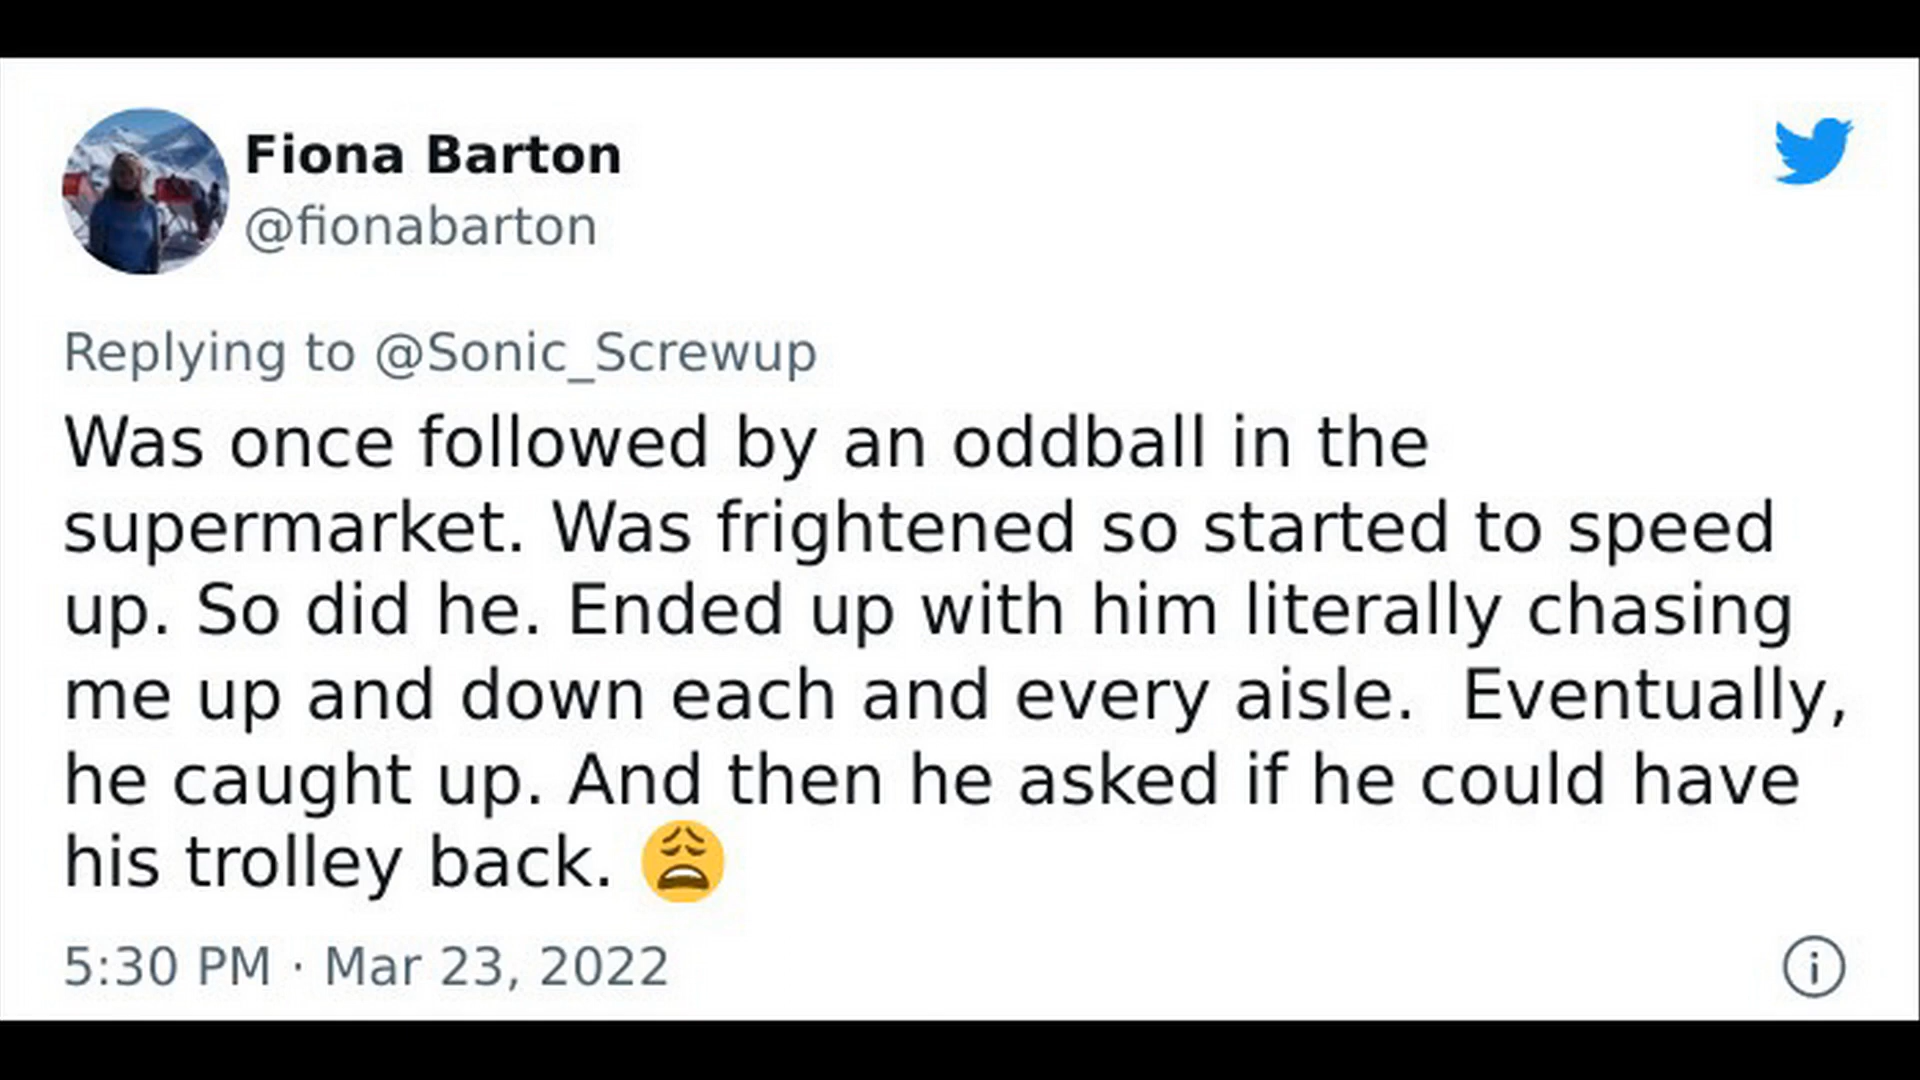 Fiona Barton
@fionabarton
Replying to @Sonic_Screwup
Was once followed by an oddball in the
supermarket. Was frightened so started to speed
up. So did he. Ended up with him literally chasing
me up and down each and every aisle.  Eventually,
he caught up. And then he asked if he could have
his trolley back. 😩
5:30 PM · Mar 23, 2022